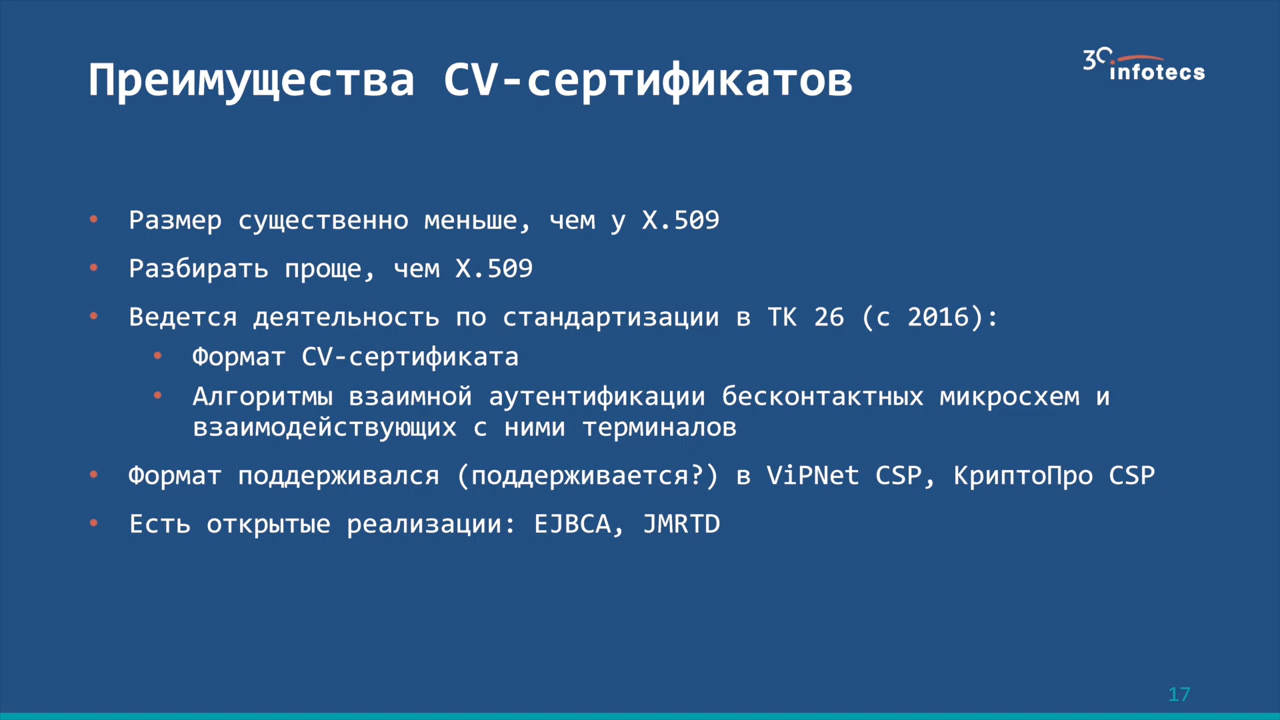 Преимущества CV-сертификатов
30 infotecs
• Размер существенно меньше, чем у X.509
• Разбирать проще, чем X.509
• Ведется деятельность по стандартизации в ТК 26 (с 2016):
• Формат CV-сертификата
• Алгоритмы взаимной аутентификации бесконтактных микросхем и
взаимодействующих с ними терминалов
• Формат поддерживался (поддерживается?) в ViPNet CSP, КриптоПро CSP
• Есть открытые реализации: EJBCA, JMRTD
17